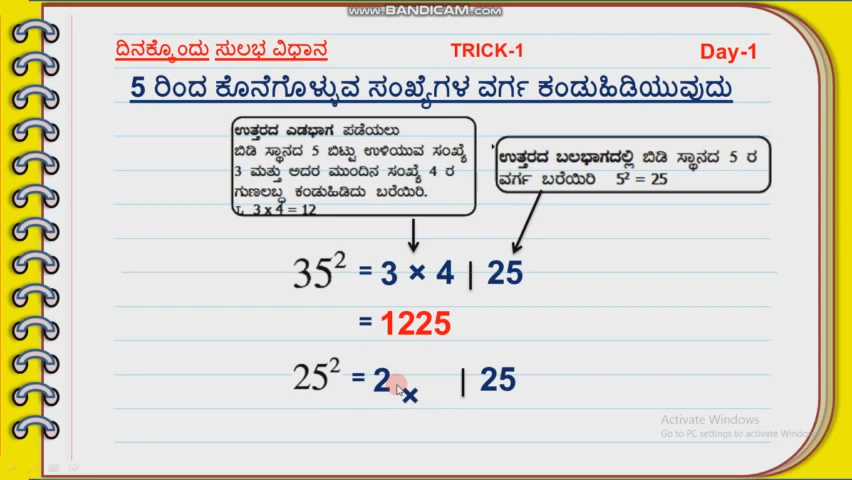 www.BANDICAM.com
ದಿನಕ್ಕೊಂದು ಸುಲಭ ವಿಧಾನ TRICK-1 Day-1
5 ರಿಂದ ಕೊನೆಗೊಳ್ಳುವ ಸಂಖ್ಯೆಗಳ ವರ್ಗ ಕಂಡುಹಿಡಿಯುವುದು
ಉತ್ತರದ ಎಡಭಾಗ ಪಡೆಯಲು
ಬಿಡಿ ಸ್ಥಾನದ 5 ಬಿಟ್ಟು ಉಳಿಯುವ ಸಂಖ್ಯೆ
3 ಮತ್ತು ಅದರ ಮುಂದಿನ ಸಂಖ್ಯೆ 4 ರ
ಗುಣಲಬ್ಧ ಕಂಡುಹಿಡಿದು ಬರೆಯಿರಿ.
3 x 4 = 12
ಉತ್ತರದ ಬಲಭಾಗದಲ್ಲಿ ಬಿಡಿ ಸ್ಥಾನದ 5 ರ
ವರ್ಗ ಬರೆಯಿರಿ 5² = 25
35² = 3 × 4 | 25
= 1225
25² = 2 × | 25
Activate Windows
Go to PC settings to activate Windows